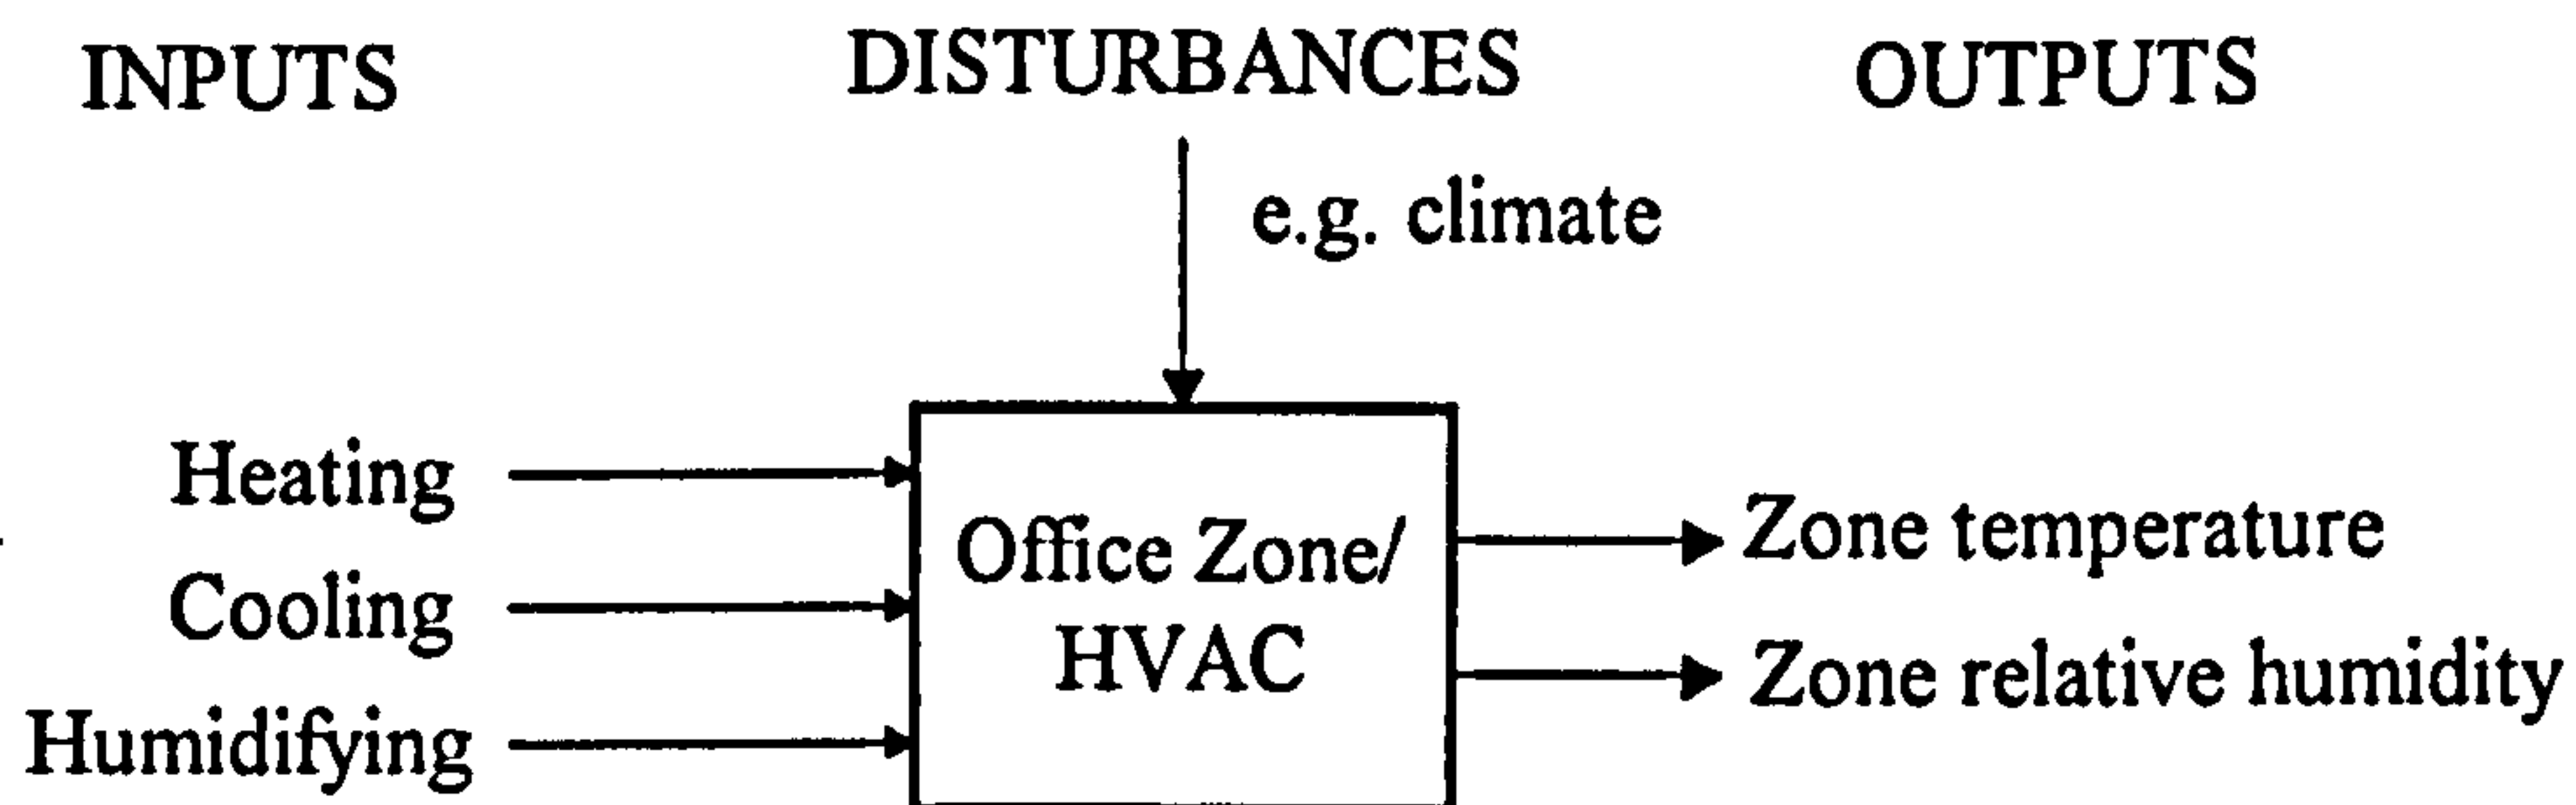 INPUTS
DISTURBANCES
OUTPUTS
e.g. climate
Heating
Cooling
Humidifying
Office Zone/
HVAC
Zone temperature
Zone relative humidity